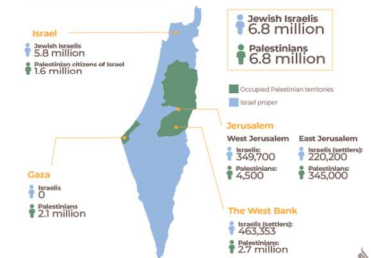 Israel
Jewish Israelis
5.8 million
Palestinian citizens of Israel
1.6 million
Jewish Israelis
6.8 million
Palestinians
6.8 million
Occupied Palestinian territories
Israel proper
Jerusalem
West Jerusalem
Israelis:
349,700
Palestinians:
4,500
East Jerusalem
Israelis (settlers):
220,200
Palestinians:
345,000
Gaza
Israelis
0
Palestinians
2.1 million
The West Bank
Israelis (settlers):
463,353
Palestinians:
2.7 million